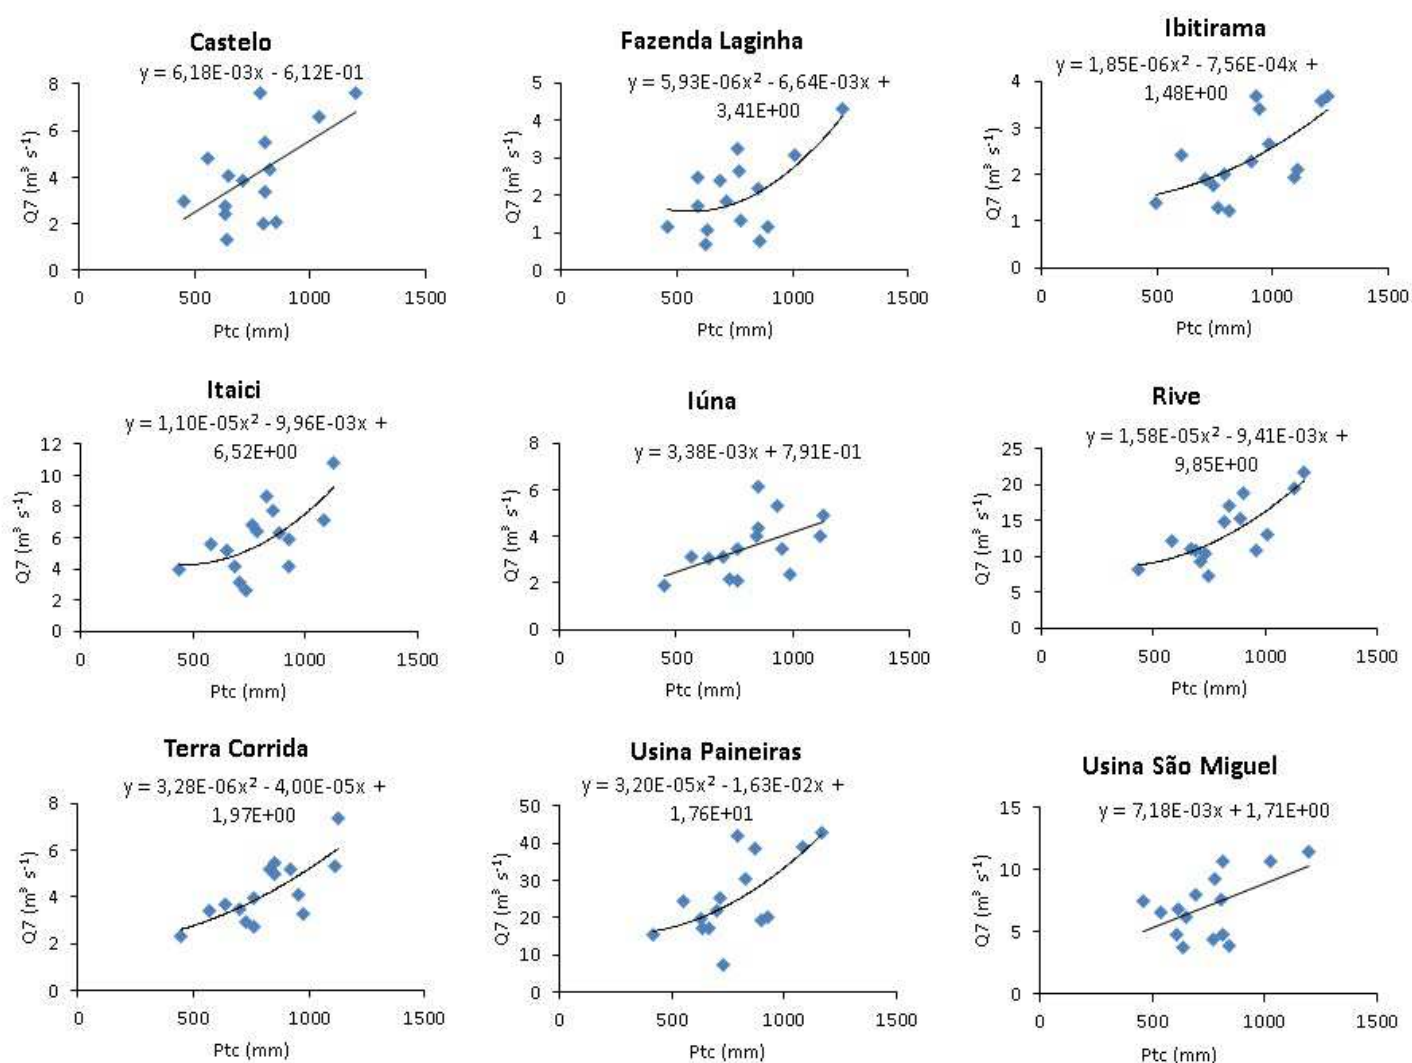 Castelo
y = 6,18E-03x - 6,12E-01
8
6
4
2
0
Q7 (m³ s⁻¹)
0 500 1000 1500
Ptc (mm)
Fazenda Laginha
y = 5,93E-06x² - 6,64E-03x +
3,41E+00
5
4
3
2
1
0
Q7 (m³ s⁻¹)
0 500 1000 1500
Ptc (mm)
Ibitirama
y = 1,85E-06x² - 7,56E-04x +
1,48E+00
4
3
2
1
0
Q7 (m³ s⁻¹)
0 500 1000 1500
Ptc (mm)
Itaici
y = 1,10E-05x² - 9,96E-03x +
6,52E+00
12
10
8
6
4
2
0
Q7 (m³ s⁻¹)
0 500 1000 1500
Ptc (mm)
Iúna
y = 3,38E-03x + 7,91E-01
8
6
4
2
0
Q7 (m³ s⁻¹)
0 500 1000 1500
Ptc (mm)
Rive
y = 1,58E-05x² - 9,41E-03x +
9,85E+00
25
20
15
10
5
0
Q7 (m³ s⁻¹)
0 500 1000 1500
Ptc (mm)
Terra Corrida
y = 3,28E-06x² - 4,00E-05x +
1,97E+00
8
6
4
2
0
Q7 (m³ s⁻¹)
0 500 1000 1500
Ptc (mm)
Usina Paineiras
y = 3,20E-05x² - 1,63E-02x +
1,76E+01
50
40
30
20
10
0
Q7 (m³ s⁻¹)
0 500 1000 1500
Ptc (mm)
Usina São Miguel
y = 7,18E-03x + 1,71E+00
15
10
5
0
Q7 (m³ s⁻¹)
0 500 1000 1500
Ptc (mm)